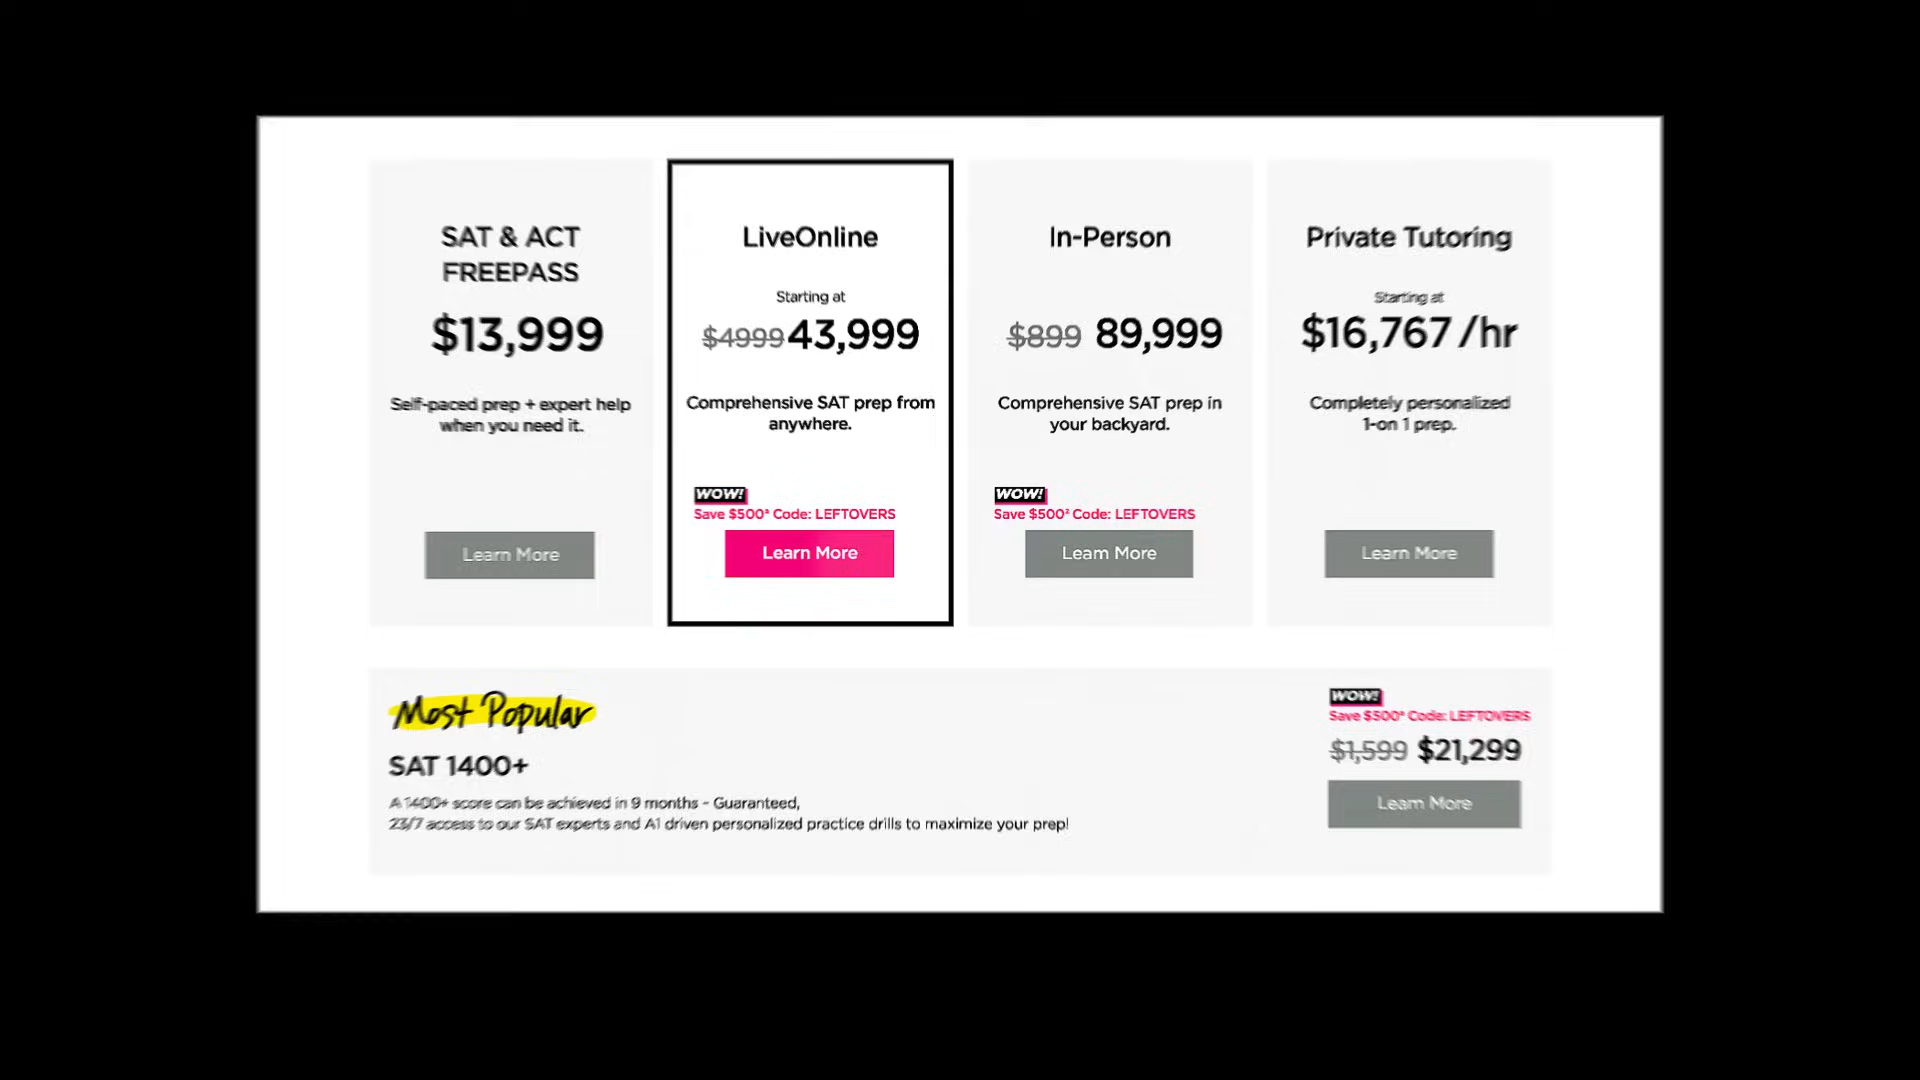 SAT & ACT
FREEPASS
$13,999
Self-paced prep + expert help
when you need it.
Learn More
LiveOnline
Starting at
$4999 43,999
Comprehensive SAT prep from
anywhere.
WOW!
Save $500* Code: LEFTOVERS
Learn More
In-Person
$899 89,999
Comprehensive SAT prep in
your backyard.
WOW!
Save $500² Code: LEFTOVERS
Leam More
Private Tutoring
Starting at
$16,767/hr
Completely personalized
1-on 1 prep.
Learn More
Most Popular
SAT 1400+
A 1400+ score can be achieved in 9 months - Guaranteed,
23/7 access to our SAT experts and A1 driven personalized practice drills to maximize your prep!
WOW!
Save $500* Code: LEFTOVERS
$1,599 $21,299
Learn More